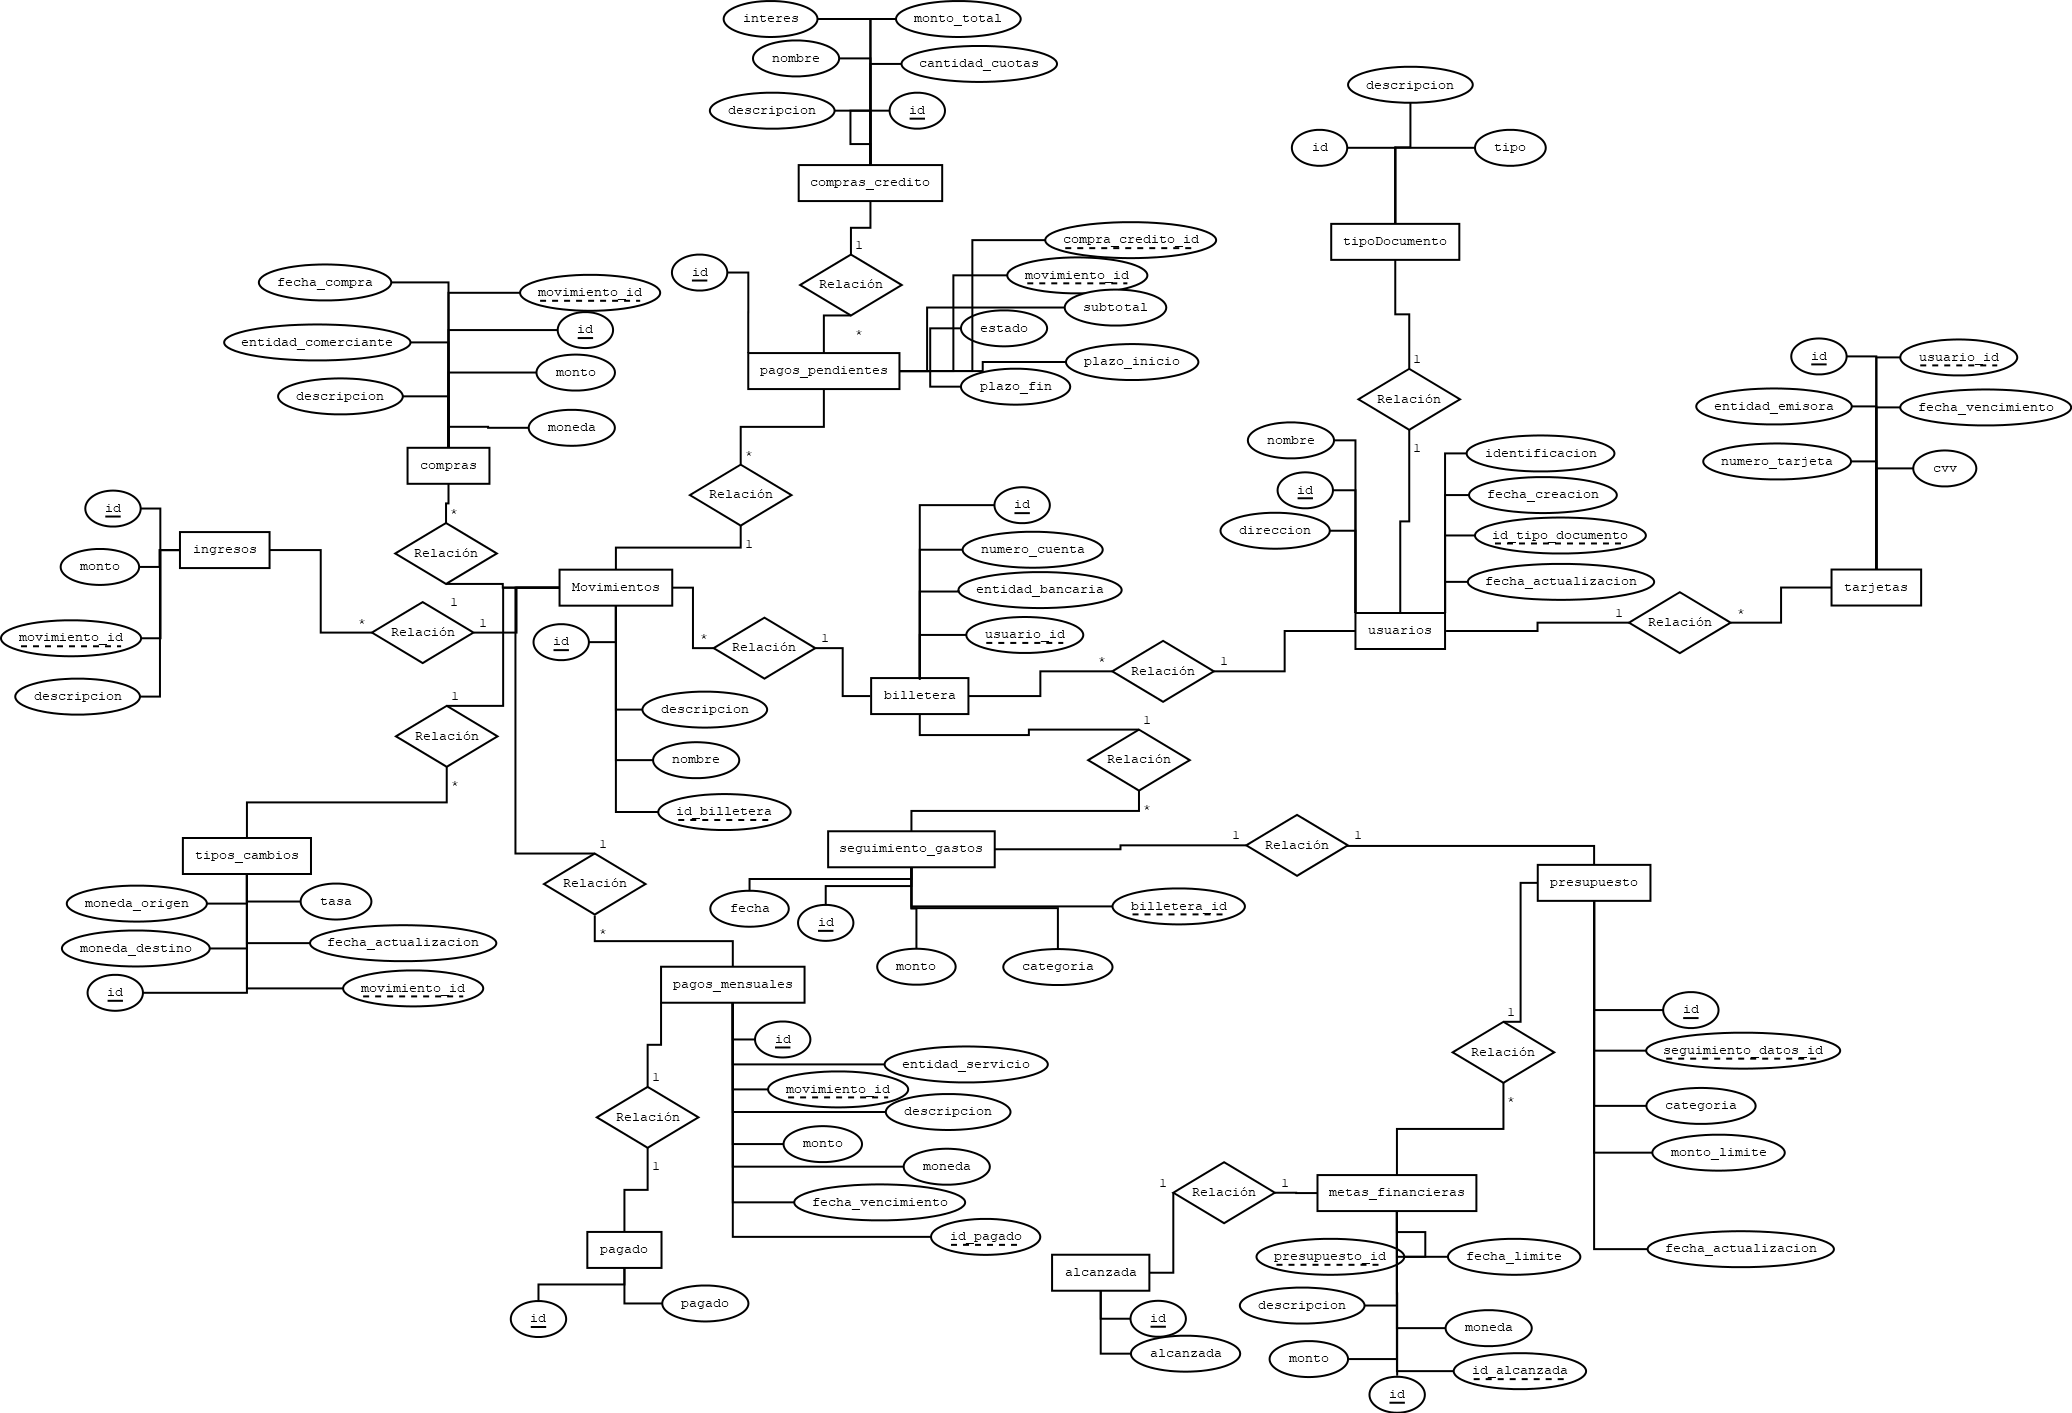 interes
monto_total
nombre
cantidad_cuotas
descripcion
id
compras_credito
1
Relación
*
descripcion
id
tipo
tipoDocumento
1
Relación
1
id
compra_credito_id
movimiento_id
subtotal
estado
plazo_inicio
plazo_fin
pagos_pendientes
*
Relación
1
fecha_compra
movimiento_id
id
entidad_comerciante
monto
descripcion
moneda
compras
*
Relación
1
id
usuario_id
entidad_emisora
fecha_vencimiento
numero_tarjeta
cvv
tarjetas
nombre
identificacion
id
fecha_creacion
direccion
id_tipo_documento
fecha_actualizacion
usuarios
1
Relación
*
id
ingresos
monto
movimiento_id
descripcion
*
Relación
1
Movimientos
id
descripcion
nombre
id_billetera
*
Relación
1
id
numero_cuenta
entidad_bancaria
usuario_id
billetera
*
Relación
1
1
Relación
*
1
Relación
*
tipos_cambios
moneda_origen
tasa
moneda_destino
fecha_actualizacion
id
movimiento_id
1
Relación
*
seguimiento_gastos
1
Relación
1
presupuesto
fecha
id
billetera_id
monto
categoria
pagos_mensuales
id
entidad_servicio
movimiento_id
descripcion
monto
moneda
fecha_vencimiento
id_pagado
1
Relación
1
pagado
id
pagado
id
seguimiento_datos_id
categoria
monto_limite
fecha_actualizacion
1
Relación
*
1
Relación
1
metas_financieras
alcanzada
id
alcanzada
presupuesto_id
fecha_limite
descripcion
moneda
monto
id_alcanzada
id